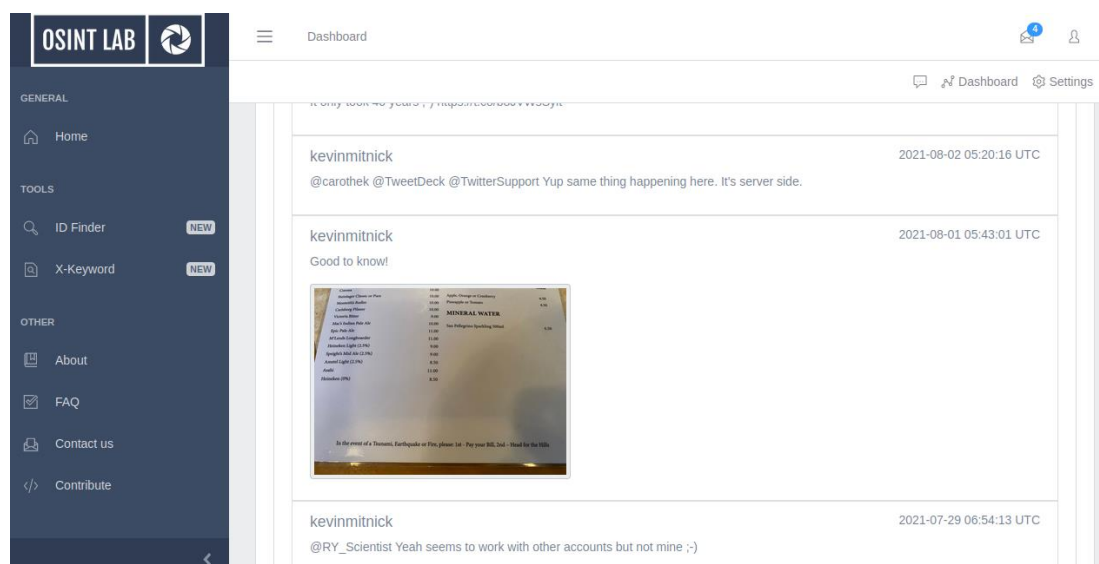 OSINT LAB
Dashboard
4
Dashboard
Settings
GENERAL
Home
TOOLS
ID Finder NEW
X-Keyword NEW
OTHER
About
FAQ
Contact us
Contribute
kevinmitnick 2021-08-02 05:20:16 UTC
@carothek @TweetDeck @TwitterSupport Yup same thing happening here. It's server side.
kevinmitnick 2021-08-01 05:43:01 UTC
Good to know!
MINERAL WATER
In the event of a Tsunami, Earthquake or Fire, please: 1st - Pay your Bill, 2nd - Head for the Hills
kevinmitnick 2021-07-29 06:54:13 UTC
@RY_Scientist Yeah seems to work with other accounts but not mine ;-)